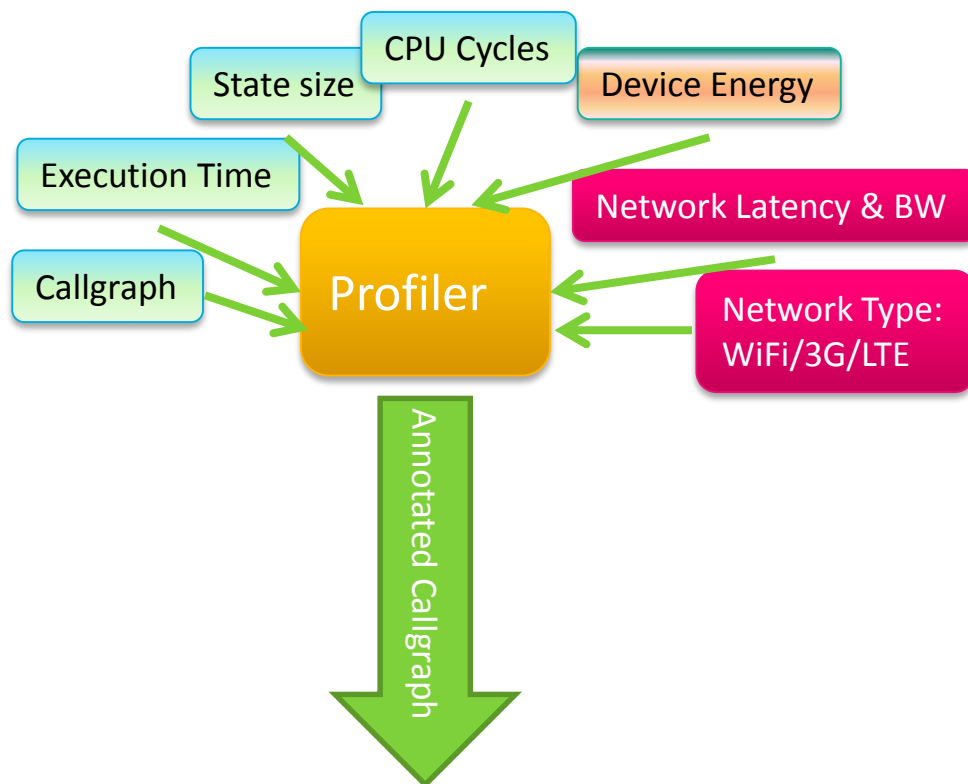 CPU Cycles
State size
Device Energy
Execution Time
Network Latency & BW
Callgraph
Profiler
Network Type:
WiFi/3G/LTE
Annotated Callgraph